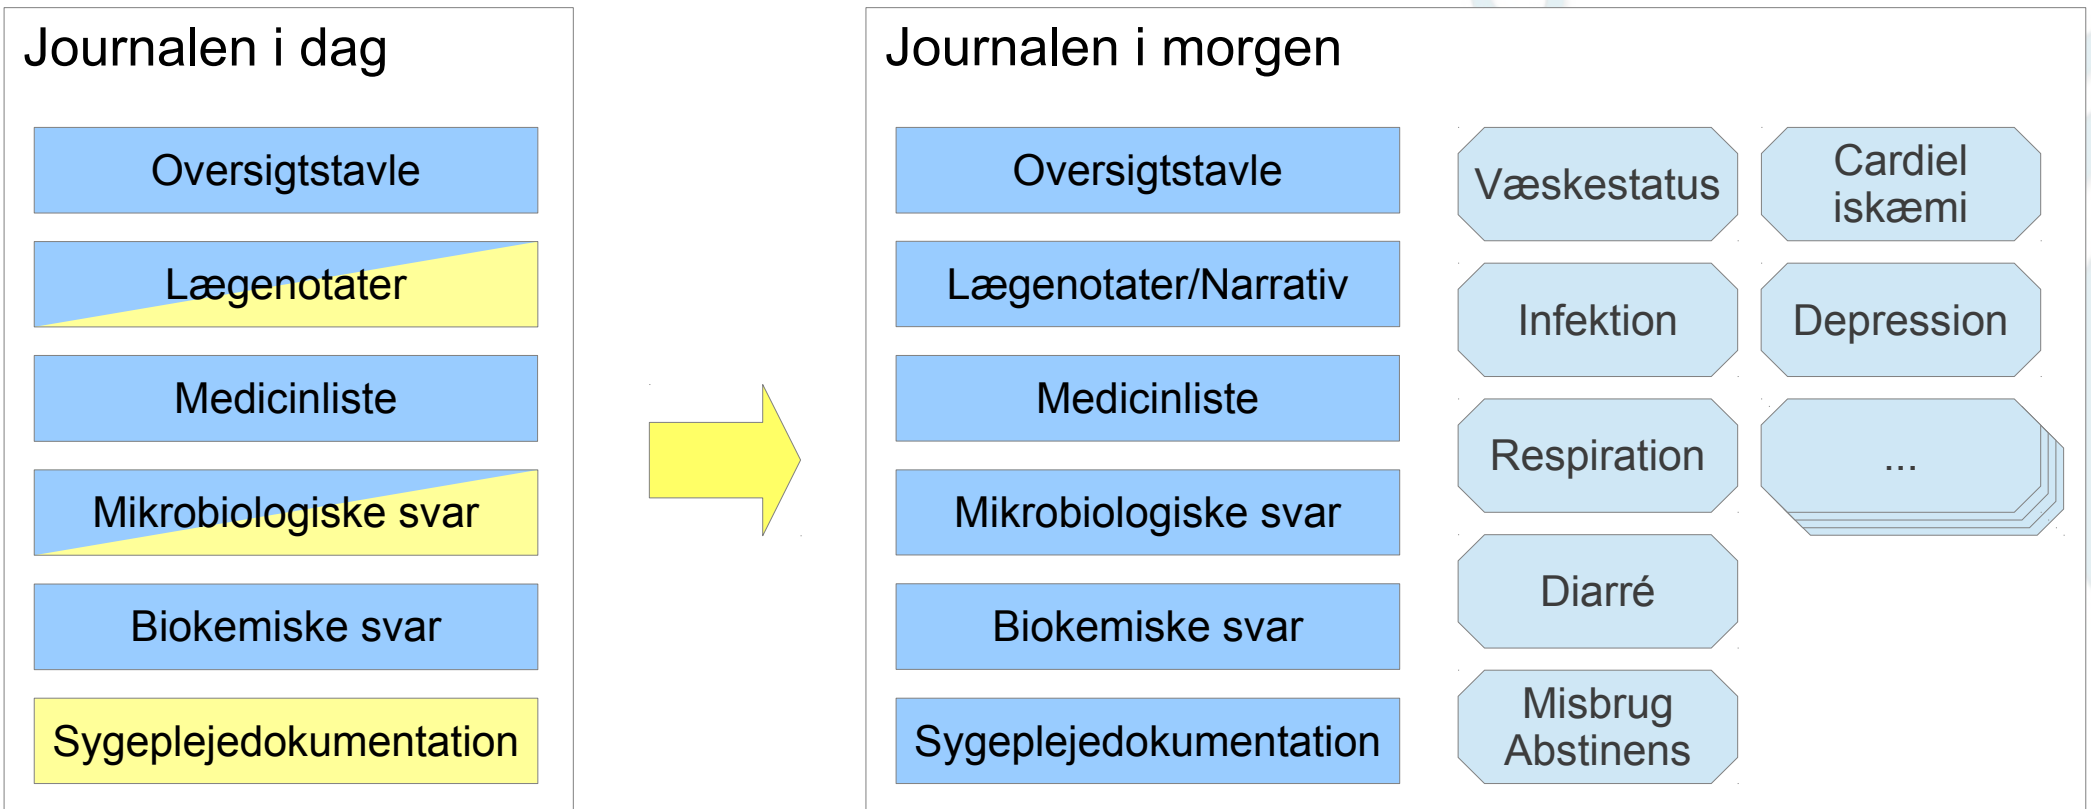 Journalen i dag
Oversigtstavle
Lægenotater
Medicinliste
Mikrobiologiske svar
Biokemiske svar
Sygeplejedokumentation
Journalen i morgen
Oversigtstavle
Lægenotater/Narrativ
Medicinliste
Mikrobiologiske svar
Biokemiske svar
Sygeplejedokumentation
Væskestatus
Infektion
Respiration
Diarré
Misbrug
Abstinens
Cardiel
iskæmi
Depression
...